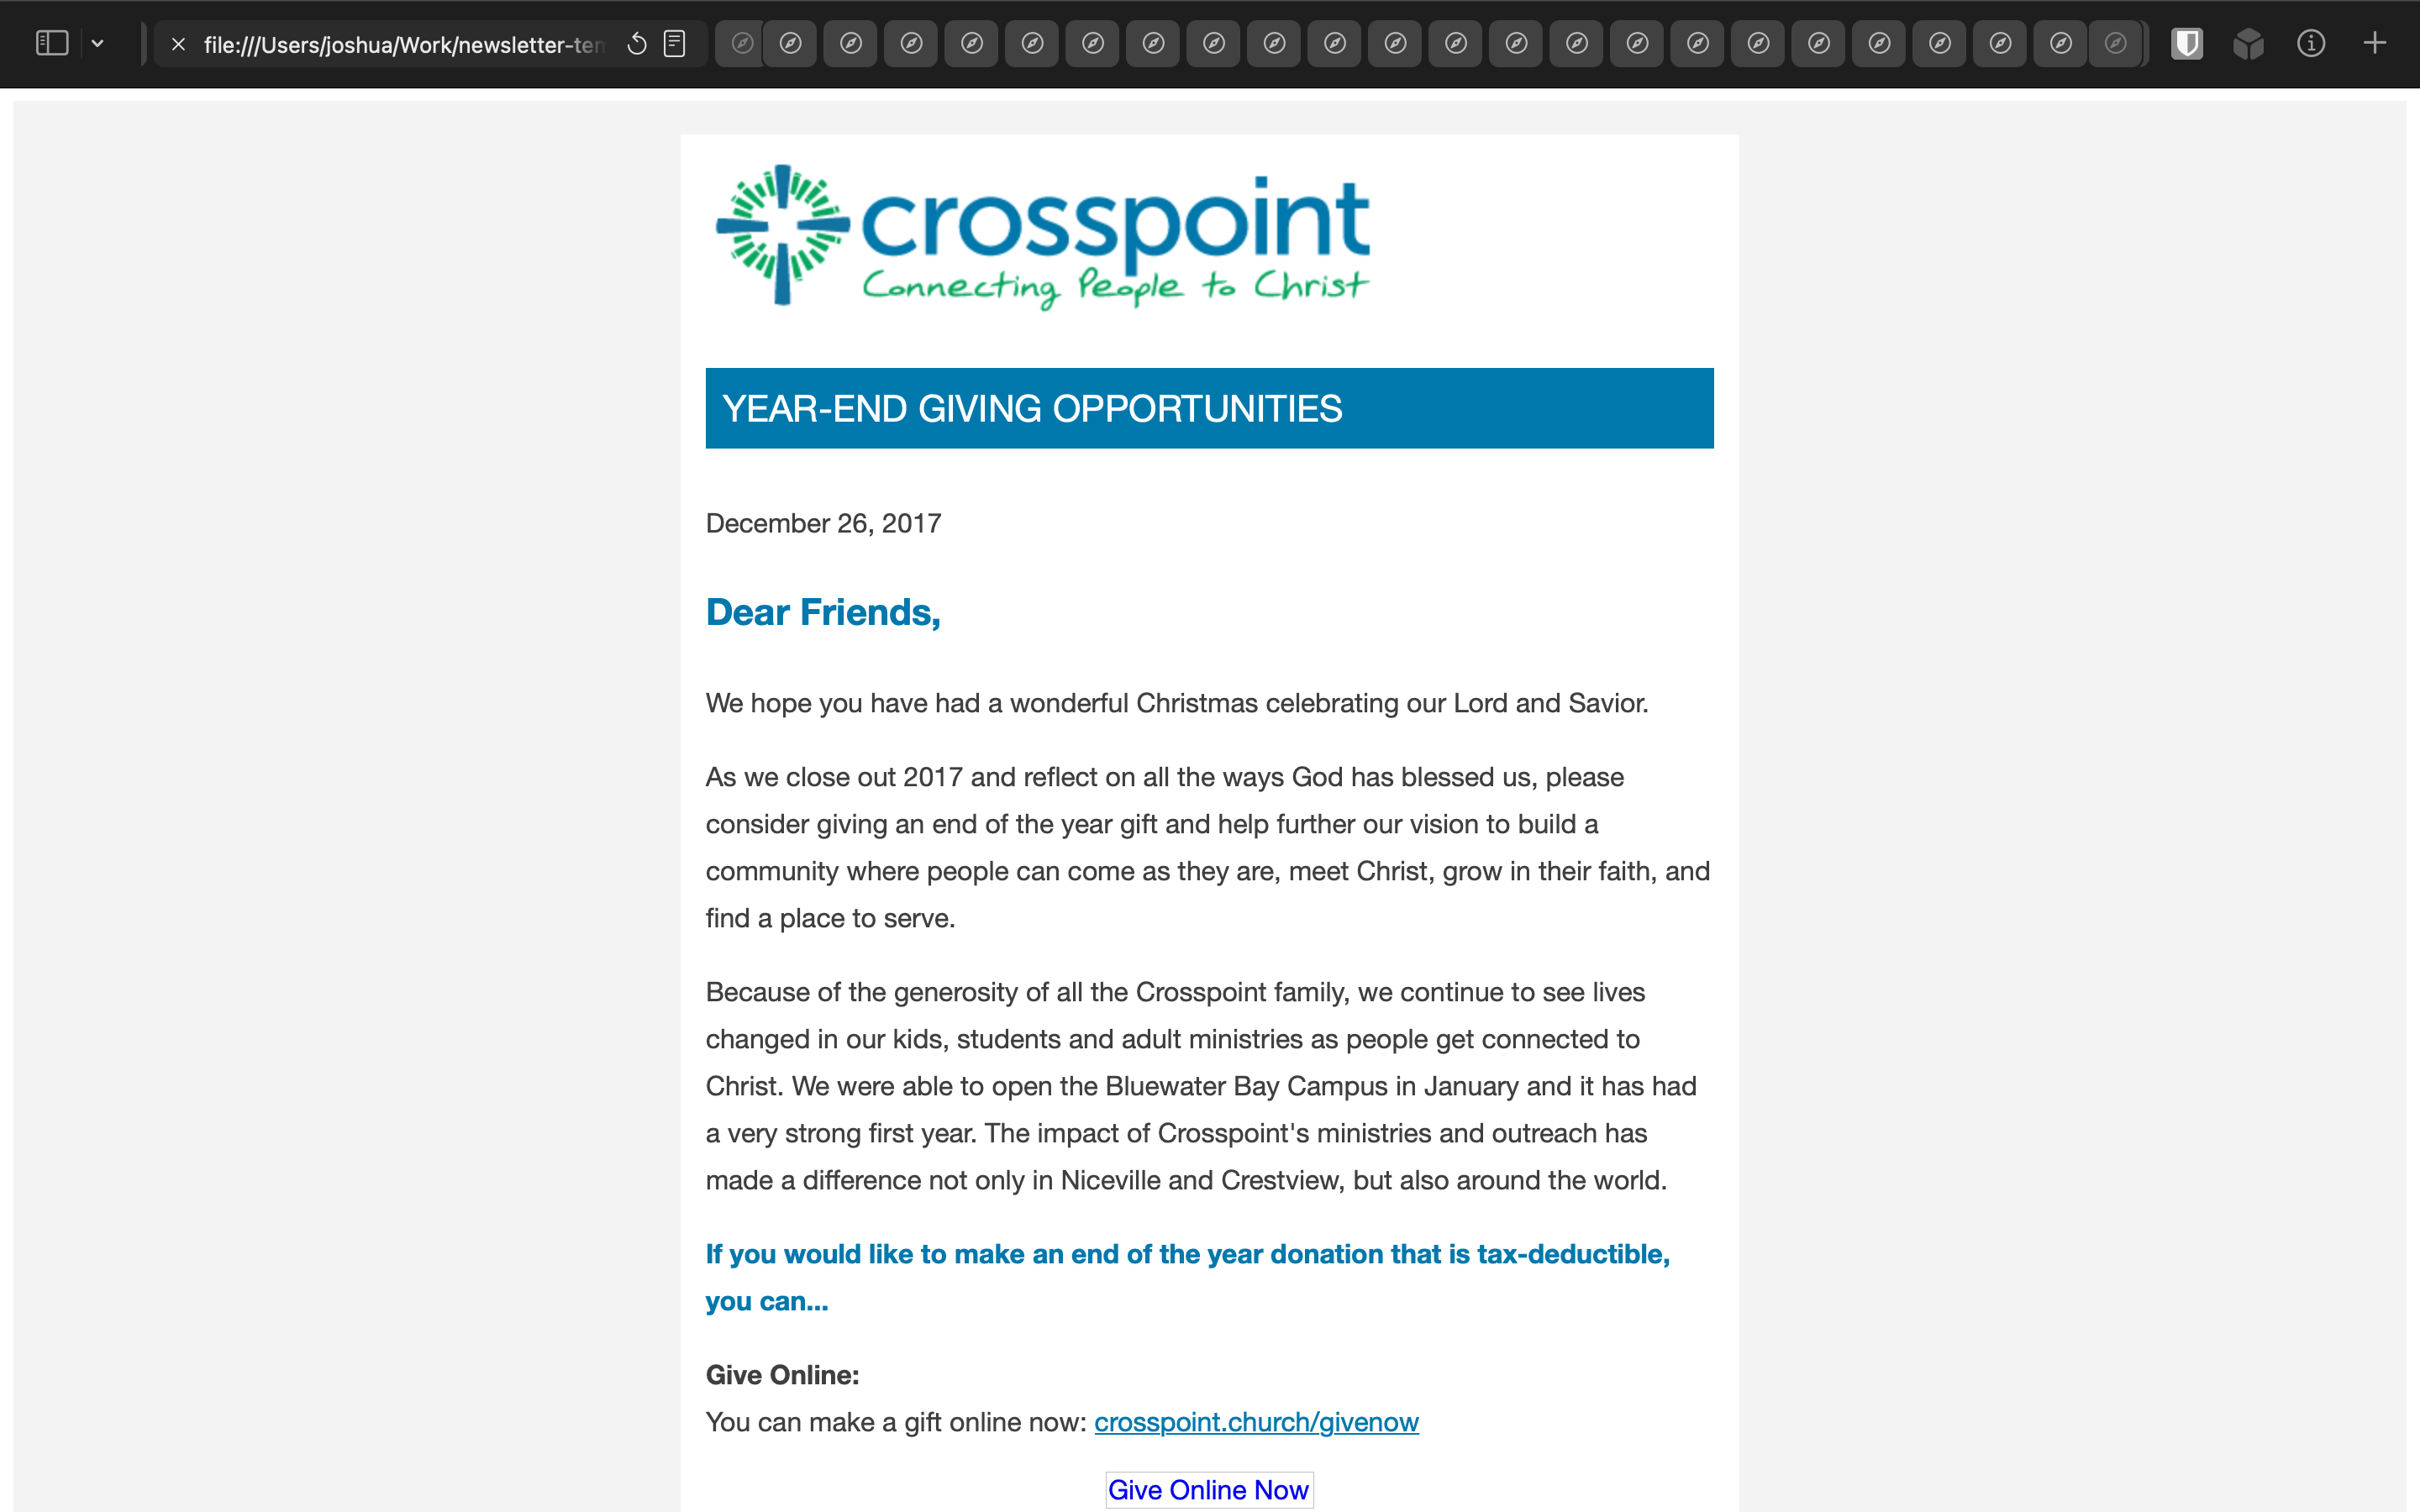 file:///Users/joshua/Work/newsletter-ten
crosspoint
Connecting People to Christ
YEAR-END GIVING OPPORTUNITIES
December 26, 2017
Dear Friends,
We hope you have had a wonderful Christmas celebrating our Lord and Savior.
As we close out 2017 and reflect on all the ways God has blessed us, please
consider giving an end of the year gift and help further our vision to build a
community where people can come as they are, meet Christ, grow in their faith, and
find a place to serve.
Because of the generosity of all the Crosspoint family, we continue to see lives
changed in our kids, students and adult ministries as people get connected to
Christ. We were able to open the Bluewater Bay Campus in January and it has had
a very strong first year. The impact of Crosspoint's ministries and outreach has
made a difference not only in Niceville and Crestview, but also around the world.
If you would like to make an end of the year donation that is tax-deductible,
you can...
Give Online:
You can make a gift online now: crosspoint.church/givenow
Give Online Now